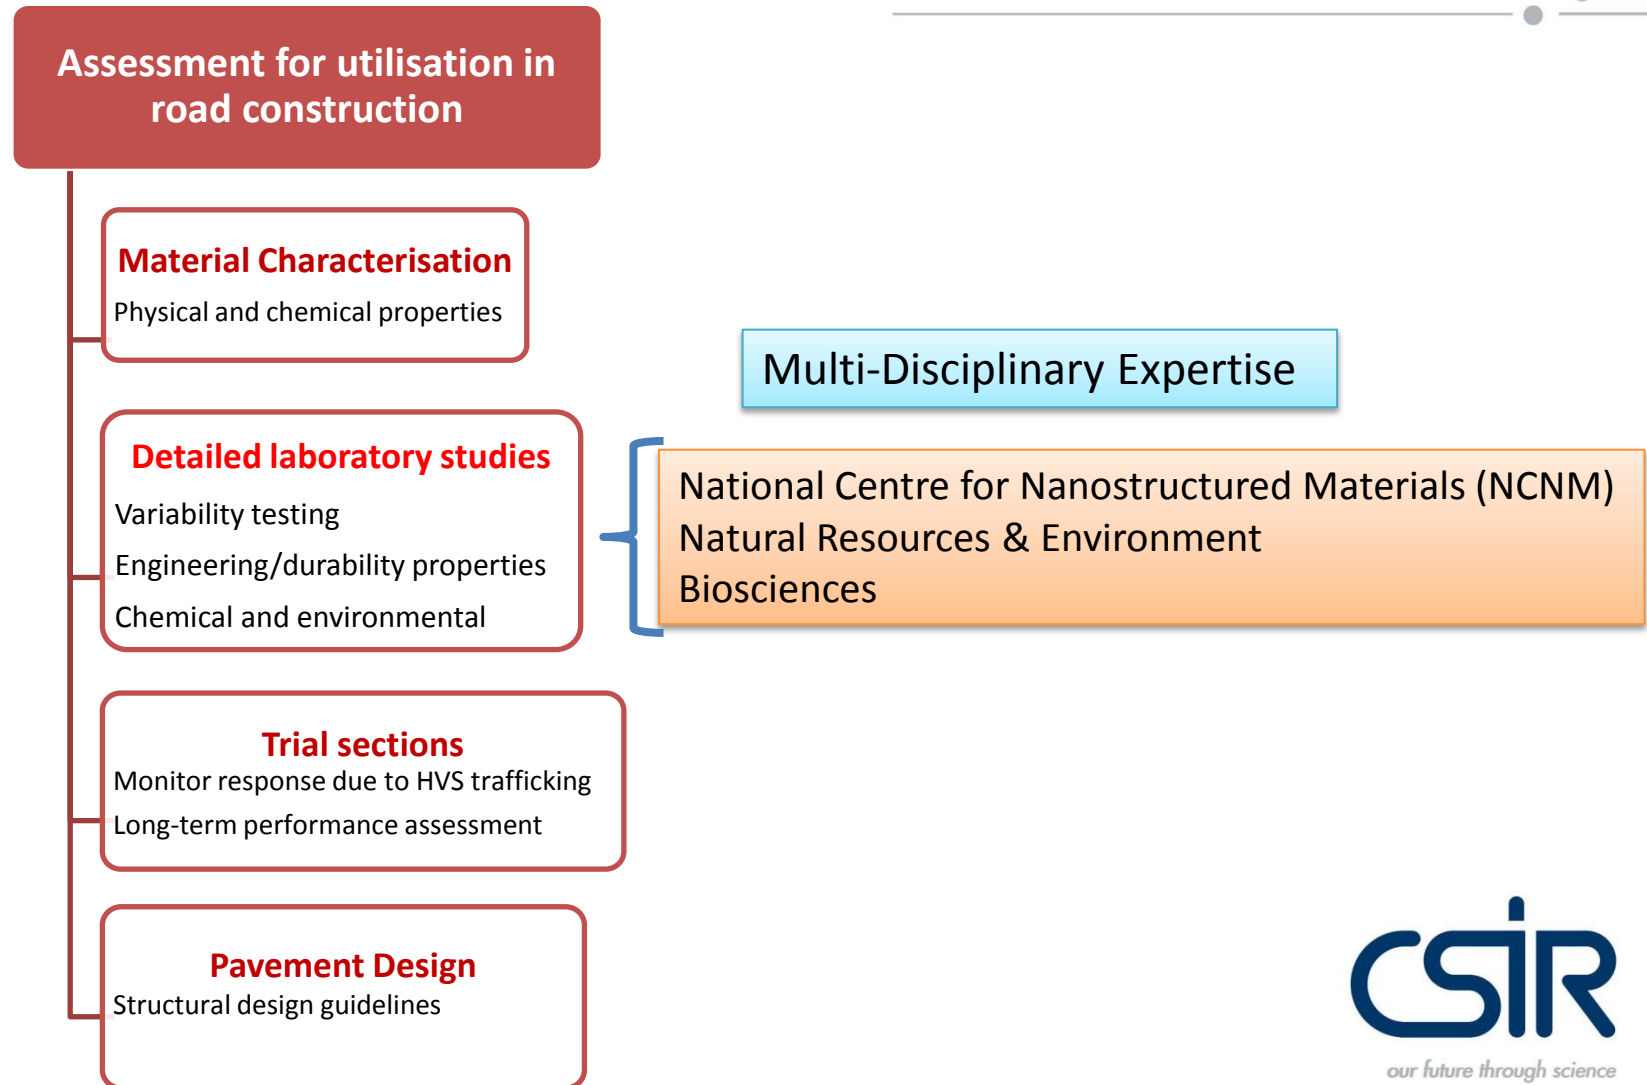 Assessment for utilisation in
road construction
Material Characterisation
Physical and chemical properties
Detailed laboratory studies
Variability testing
Engineering/durability properties
Chemical and environmental
Multi-Disciplinary Expertise
National Centre for Nanostructured Materials (NCNM)
Natural Resources & Environment
Biosciences
Trial sections
Monitor response due to HVS trafficking
Long-term performance assessment
Pavement Design
Structural design guidelines
CSIR
our future through science